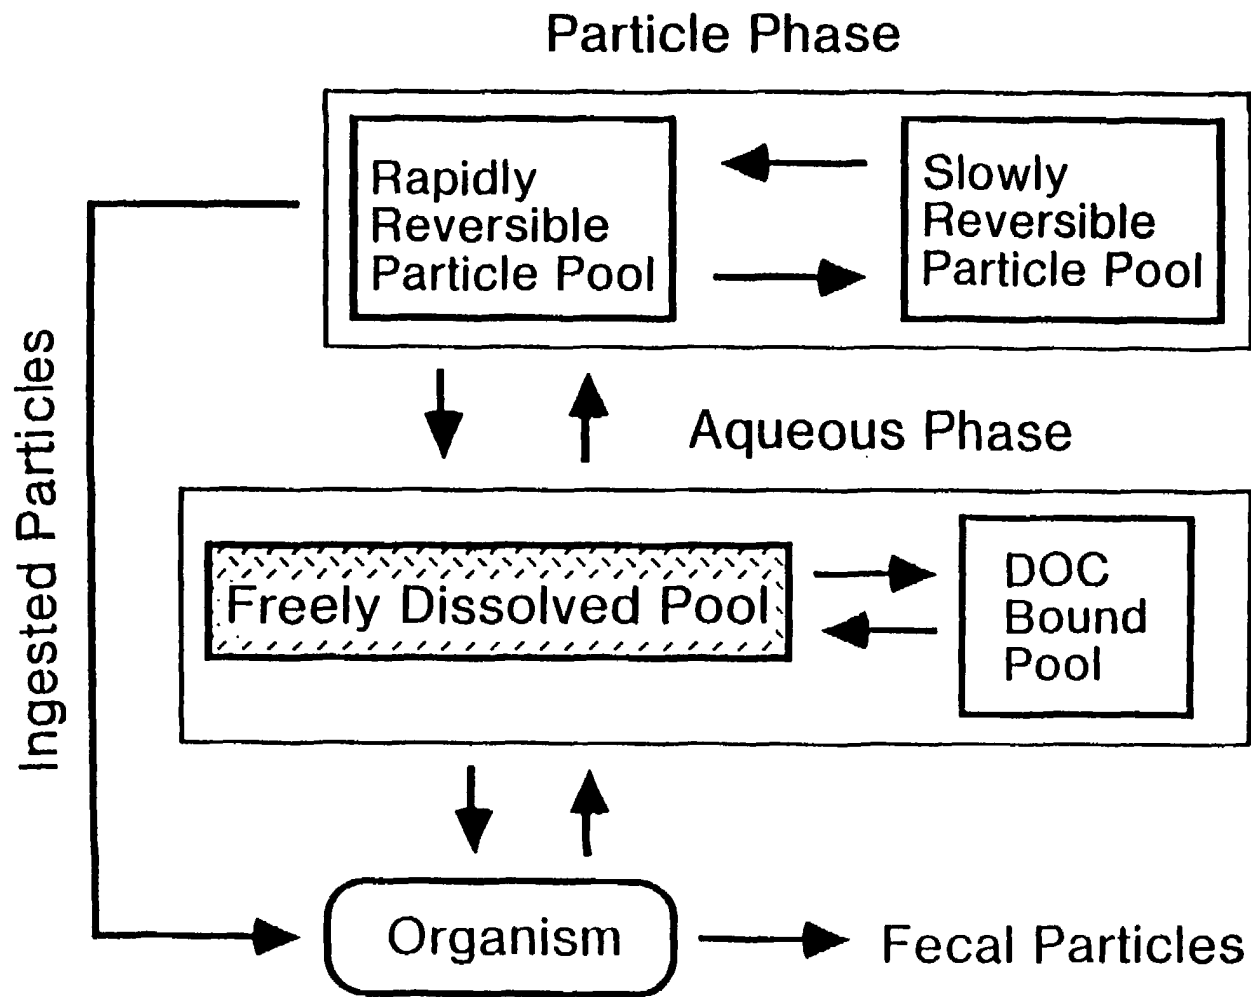 Particle Phase
Rapidly
Reversible
Particle Pool
Slowly
Reversible
Particle Pool
Ingested Particles
Aqueous Phase
Freely Dissolved Pool
DOC
Bound
Pool
Organism
Fecal Particles